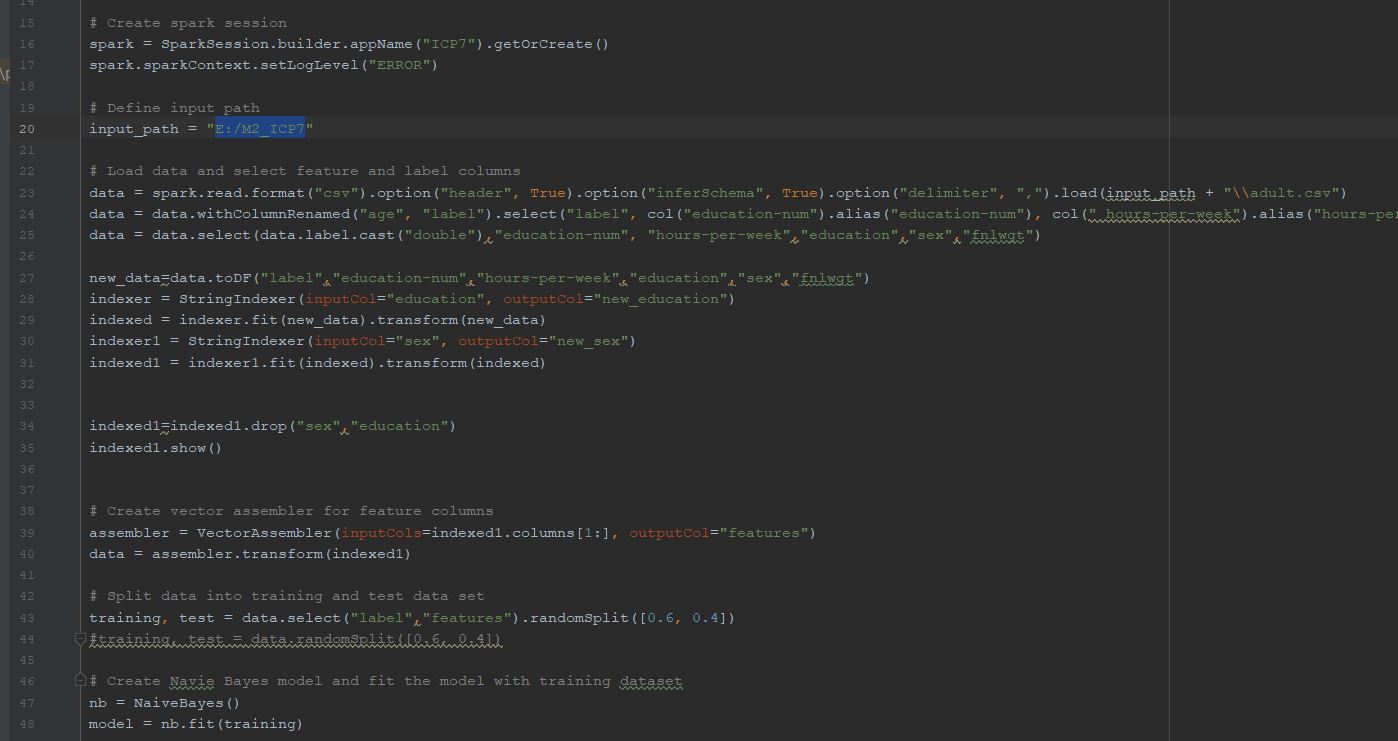 14
15 # Create spark session
16 spark = SparkSession.builder.appName("ICP7").getOrCreate()
17 spark.sparkContext.setLogLevel("ERROR")
18
19 # Define input path
20 input_path = "E:/M2_ICP7"
21
22 # Load data and select feature and label columns
23 data = spark.read.format("csv").option("header", True).option("inferSchema", True).option("delimiter", ",").load(input_path + "\\adult.csv")
24 data = data.withColumnRenamed("age", "label").select("label", col("education-num").alias("education-num"), col(" hours-per-week").alias("hours-per
25 data = data.select(data.label.cast("double"),"education-num", "hours-per-week","education","sex","fnlwgt")
26
27 new_data=data.toDF("label","education-num","hours-per-week","education","sex","fnlwgt")
28 indexer = StringIndexer(inputCol="education", outputCol="new_education")
29 indexed = indexer.fit(new_data).transform(new_data)
30 indexer1 = StringIndexer(inputCol="sex", outputCol="new_sex")
31 indexed1 = indexer1.fit(indexed).transform(indexed)
32
33
34 indexed1=indexed1.drop("sex","education")
35 indexed1.show()
36
37
38 # Create vector assembler for feature columns
39 assembler = VectorAssembler(inputCols=indexed1.columns[1:], outputCol="features")
40 data = assembler.transform(indexed1)
41
42 # Split data into training and test data set
43 training, test = data.select("label","features").randomSplit([0.6, 0.4])
44 #training, test = data.randomSplit([0.6, 0.4])
45
46 # Create Navie Bayes model and fit the model with training dataset
47 nb = NaiveBayes()
48 model = nb.fit(training)